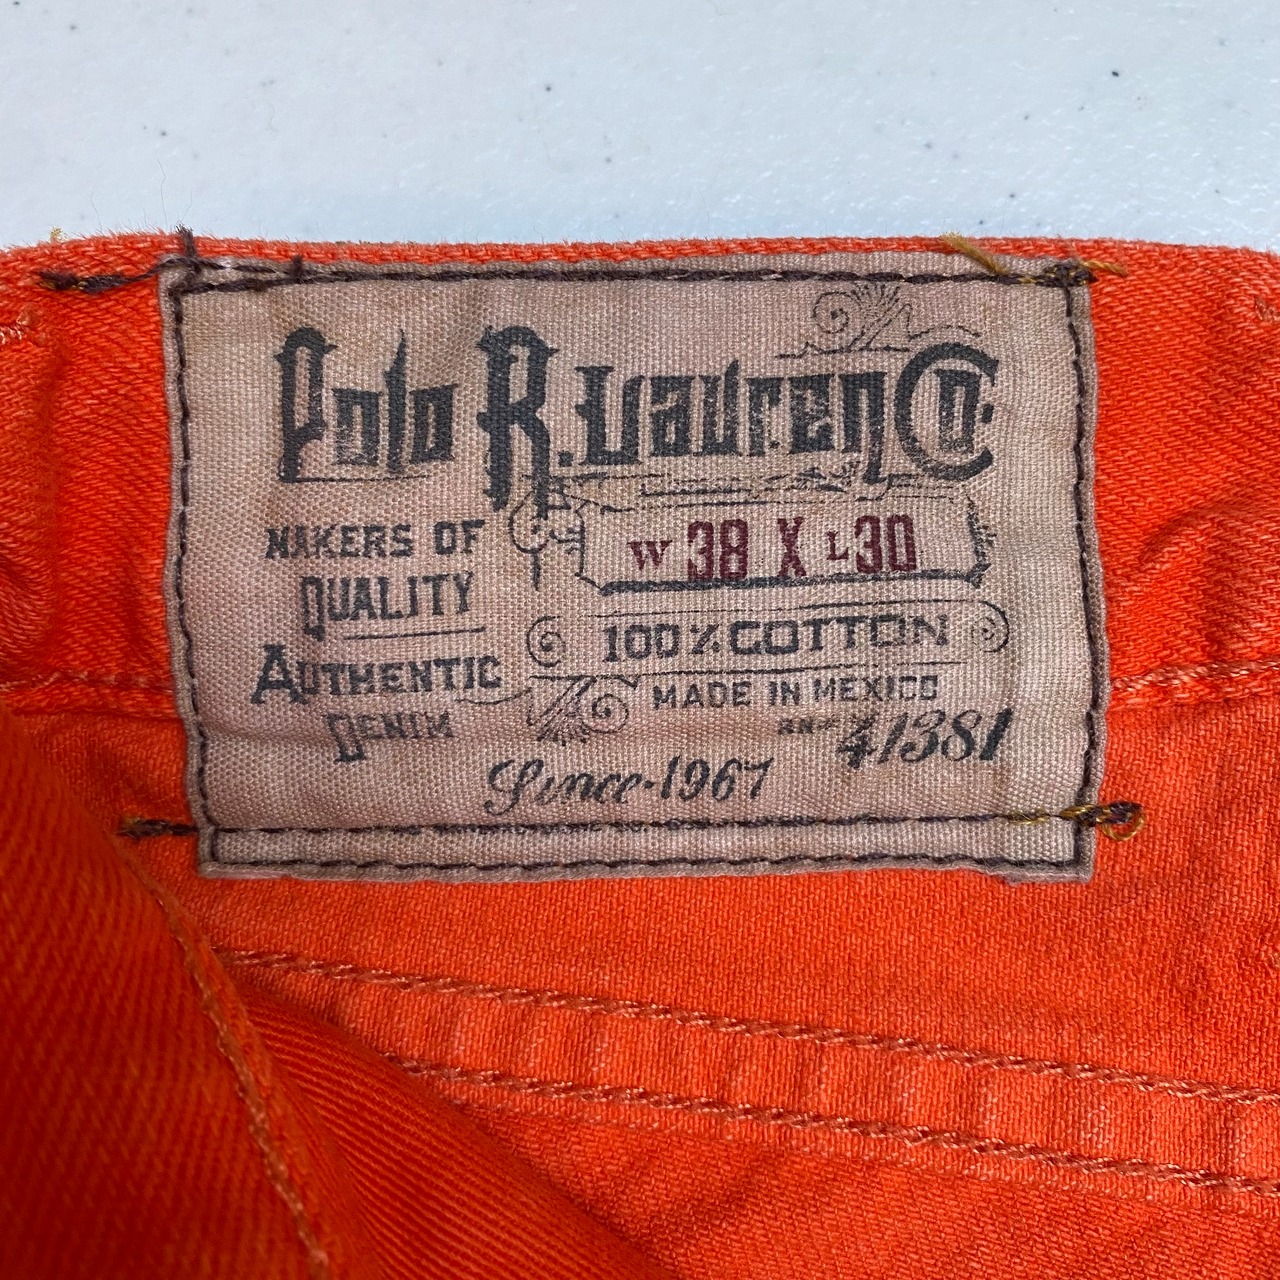 Polo R. Lauren Co.
MAKERS OF
QUALITY
AUTHENTIC
DENIM
W 38 X L 30
100% COTTON
MADE IN MEXICO
RN 41381
Since·1967